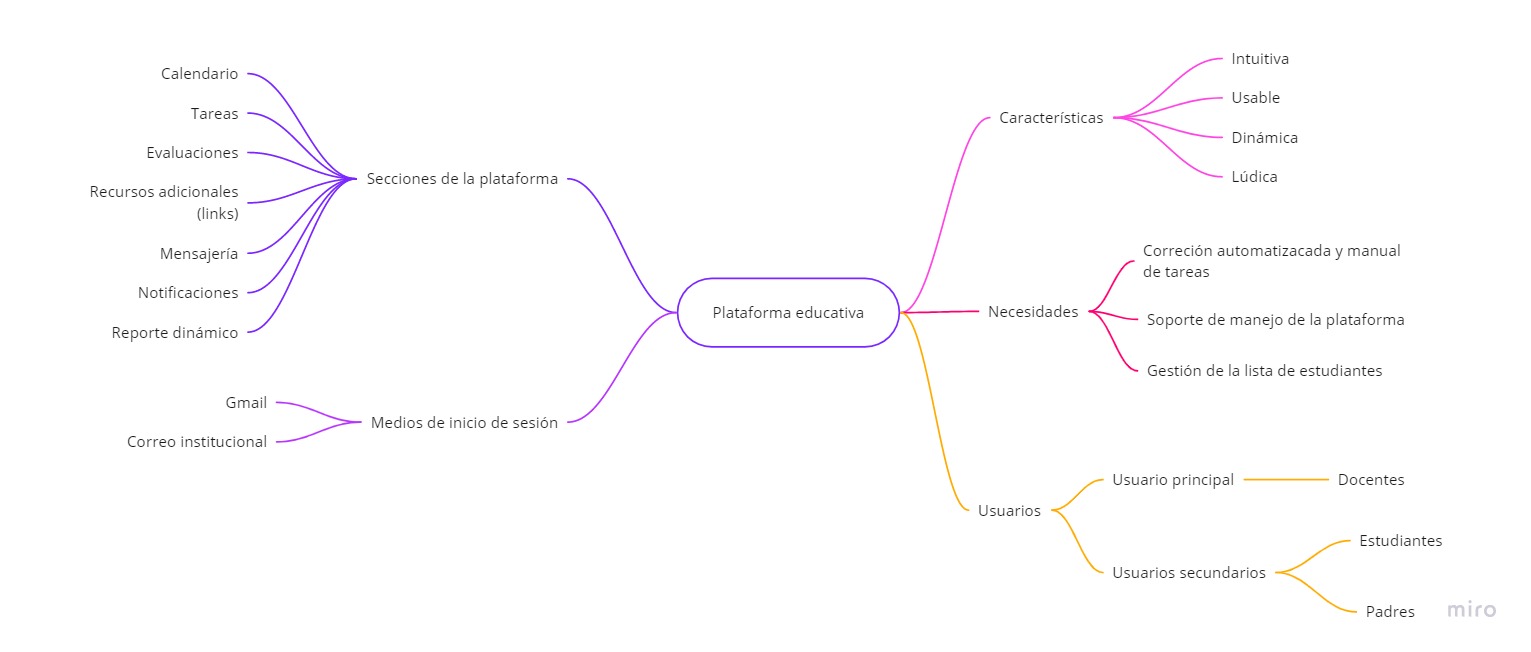 Calendario
Tareas
Evaluaciones
Recursos adicionales
(links)
Mensajería
Notificaciones
Reporte dinámico
Secciones de la plataforma
Gmail
Correo institucional
Medios de inicio de sesión
Plataforma educativa
Características
Intuitiva
Usable
Dinámica
Lúdica
Necesidades
Correción automatizacada y manual
de tareas
Soporte de manejo de la plataforma
Gestión de la lista de estudiantes
Usuarios
Usuario principal
Docentes
Usuarios secundarios
Estudiantes
Padres
miro